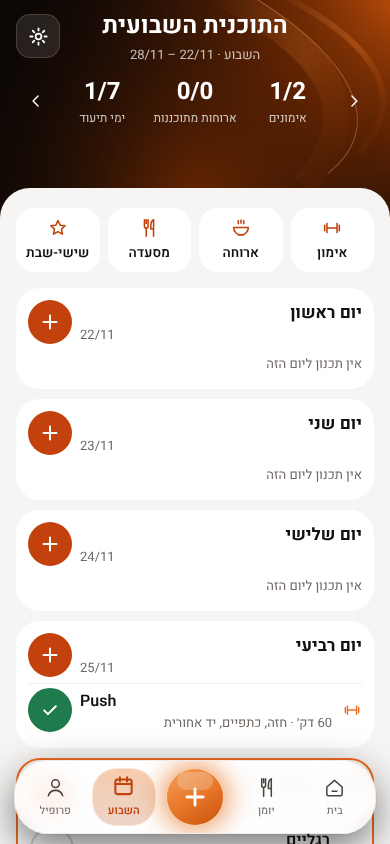 התוכנית השבועית
השבוע · 22/11 – 28/11
1/2
אימונים
0/0
ארוחות מתוכננות
1/7
ימי תיעוד
אימון
ארוחה
מסעדה
שישי-שבת
יום ראשון
22/11
אין תכנון ליום הזה
יום שני
23/11
אין תכנון ליום הזה
יום שלישי
24/11
אין תכנון ליום הזה
יום רביעי
25/11
Push
60 דק׳ · חזה, כתפיים, יד אחורית
בית
יומן
השבוע
פרופיל
רגליים